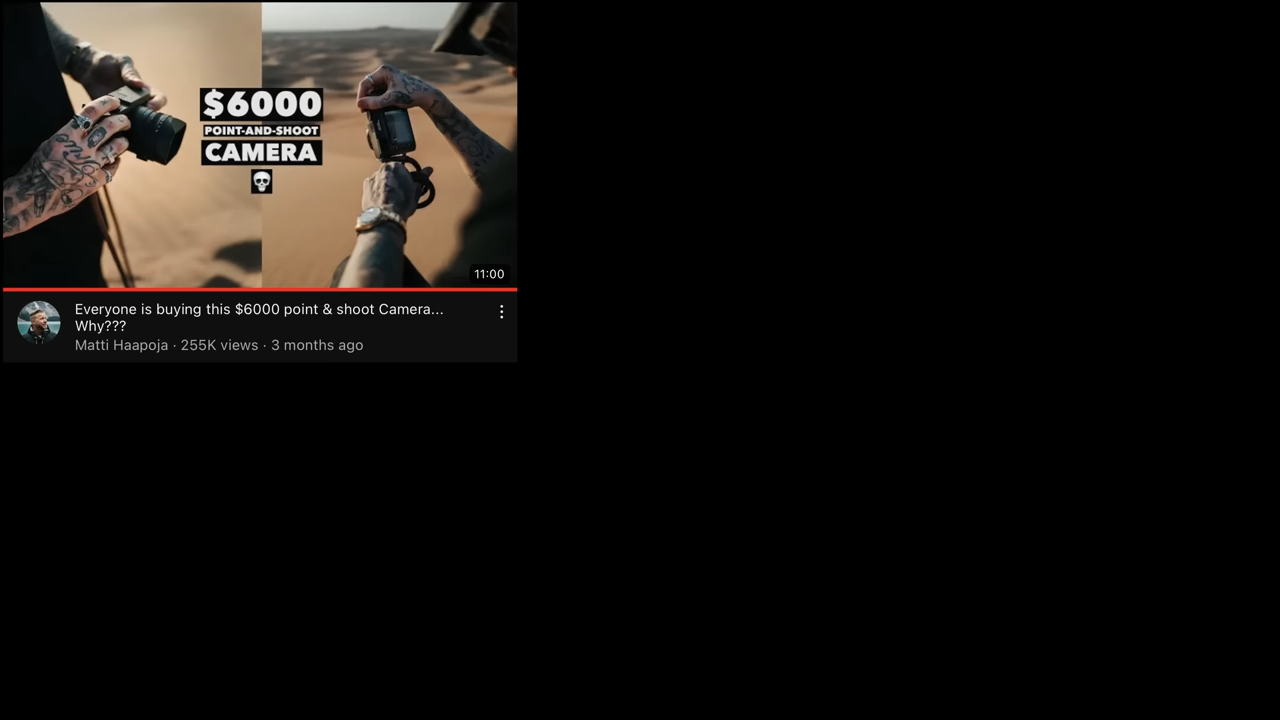 $6000
POINT-AND-SHOOT
CAMERA
11:00
Everyone is buying this $6000 point & shoot Camera...
Why???
Matti Haapoja · 255K views · 3 months ago